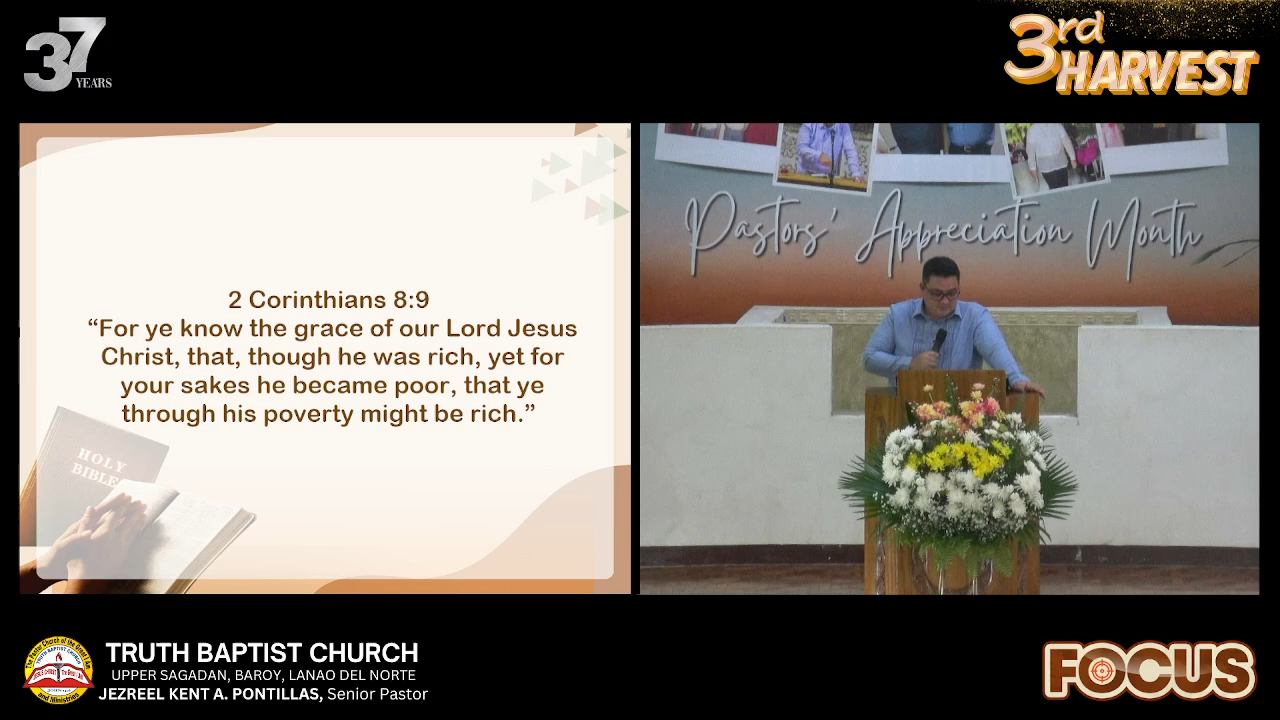 37
YEARS
3rd
HARVEST
2 Corinthians 8:9
“For ye know the grace of our Lord Jesus
Christ, that, though he was rich, yet for
your sakes he became poor, that ye
through his poverty might be rich.”
HOLY
BIBLE
Pastors' Appreciation Month
TRUTH BAPTIST CHURCH
UPPER SAGADAN, BAROY, LANAO DEL NORTE
JEZREEL KENT A. PONTILLAS, Senior Pastor
FOCUS